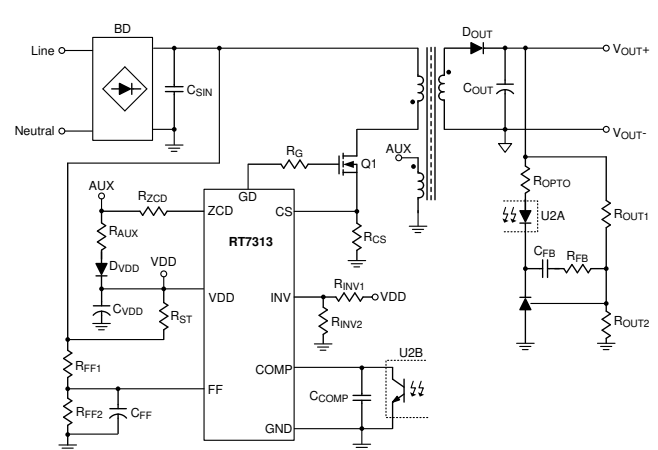 BD
Line
Neutral
CSIN
DOUT
VOUT+
COUT
VOUT-
RG
Q1
AUX
AUX
RZCD
GD
ZCD
CS
RT7313
RCS
RAUX
DVDD
VDD
CVDD
RST
VDD
INV
RINV1
VDD
RINV2
ROPTO
U2A
ROUT1
CFB
RFB
ROUT2
RFF1
RFF2
CFF
FF
COMP
CCOMP
U2B
GND